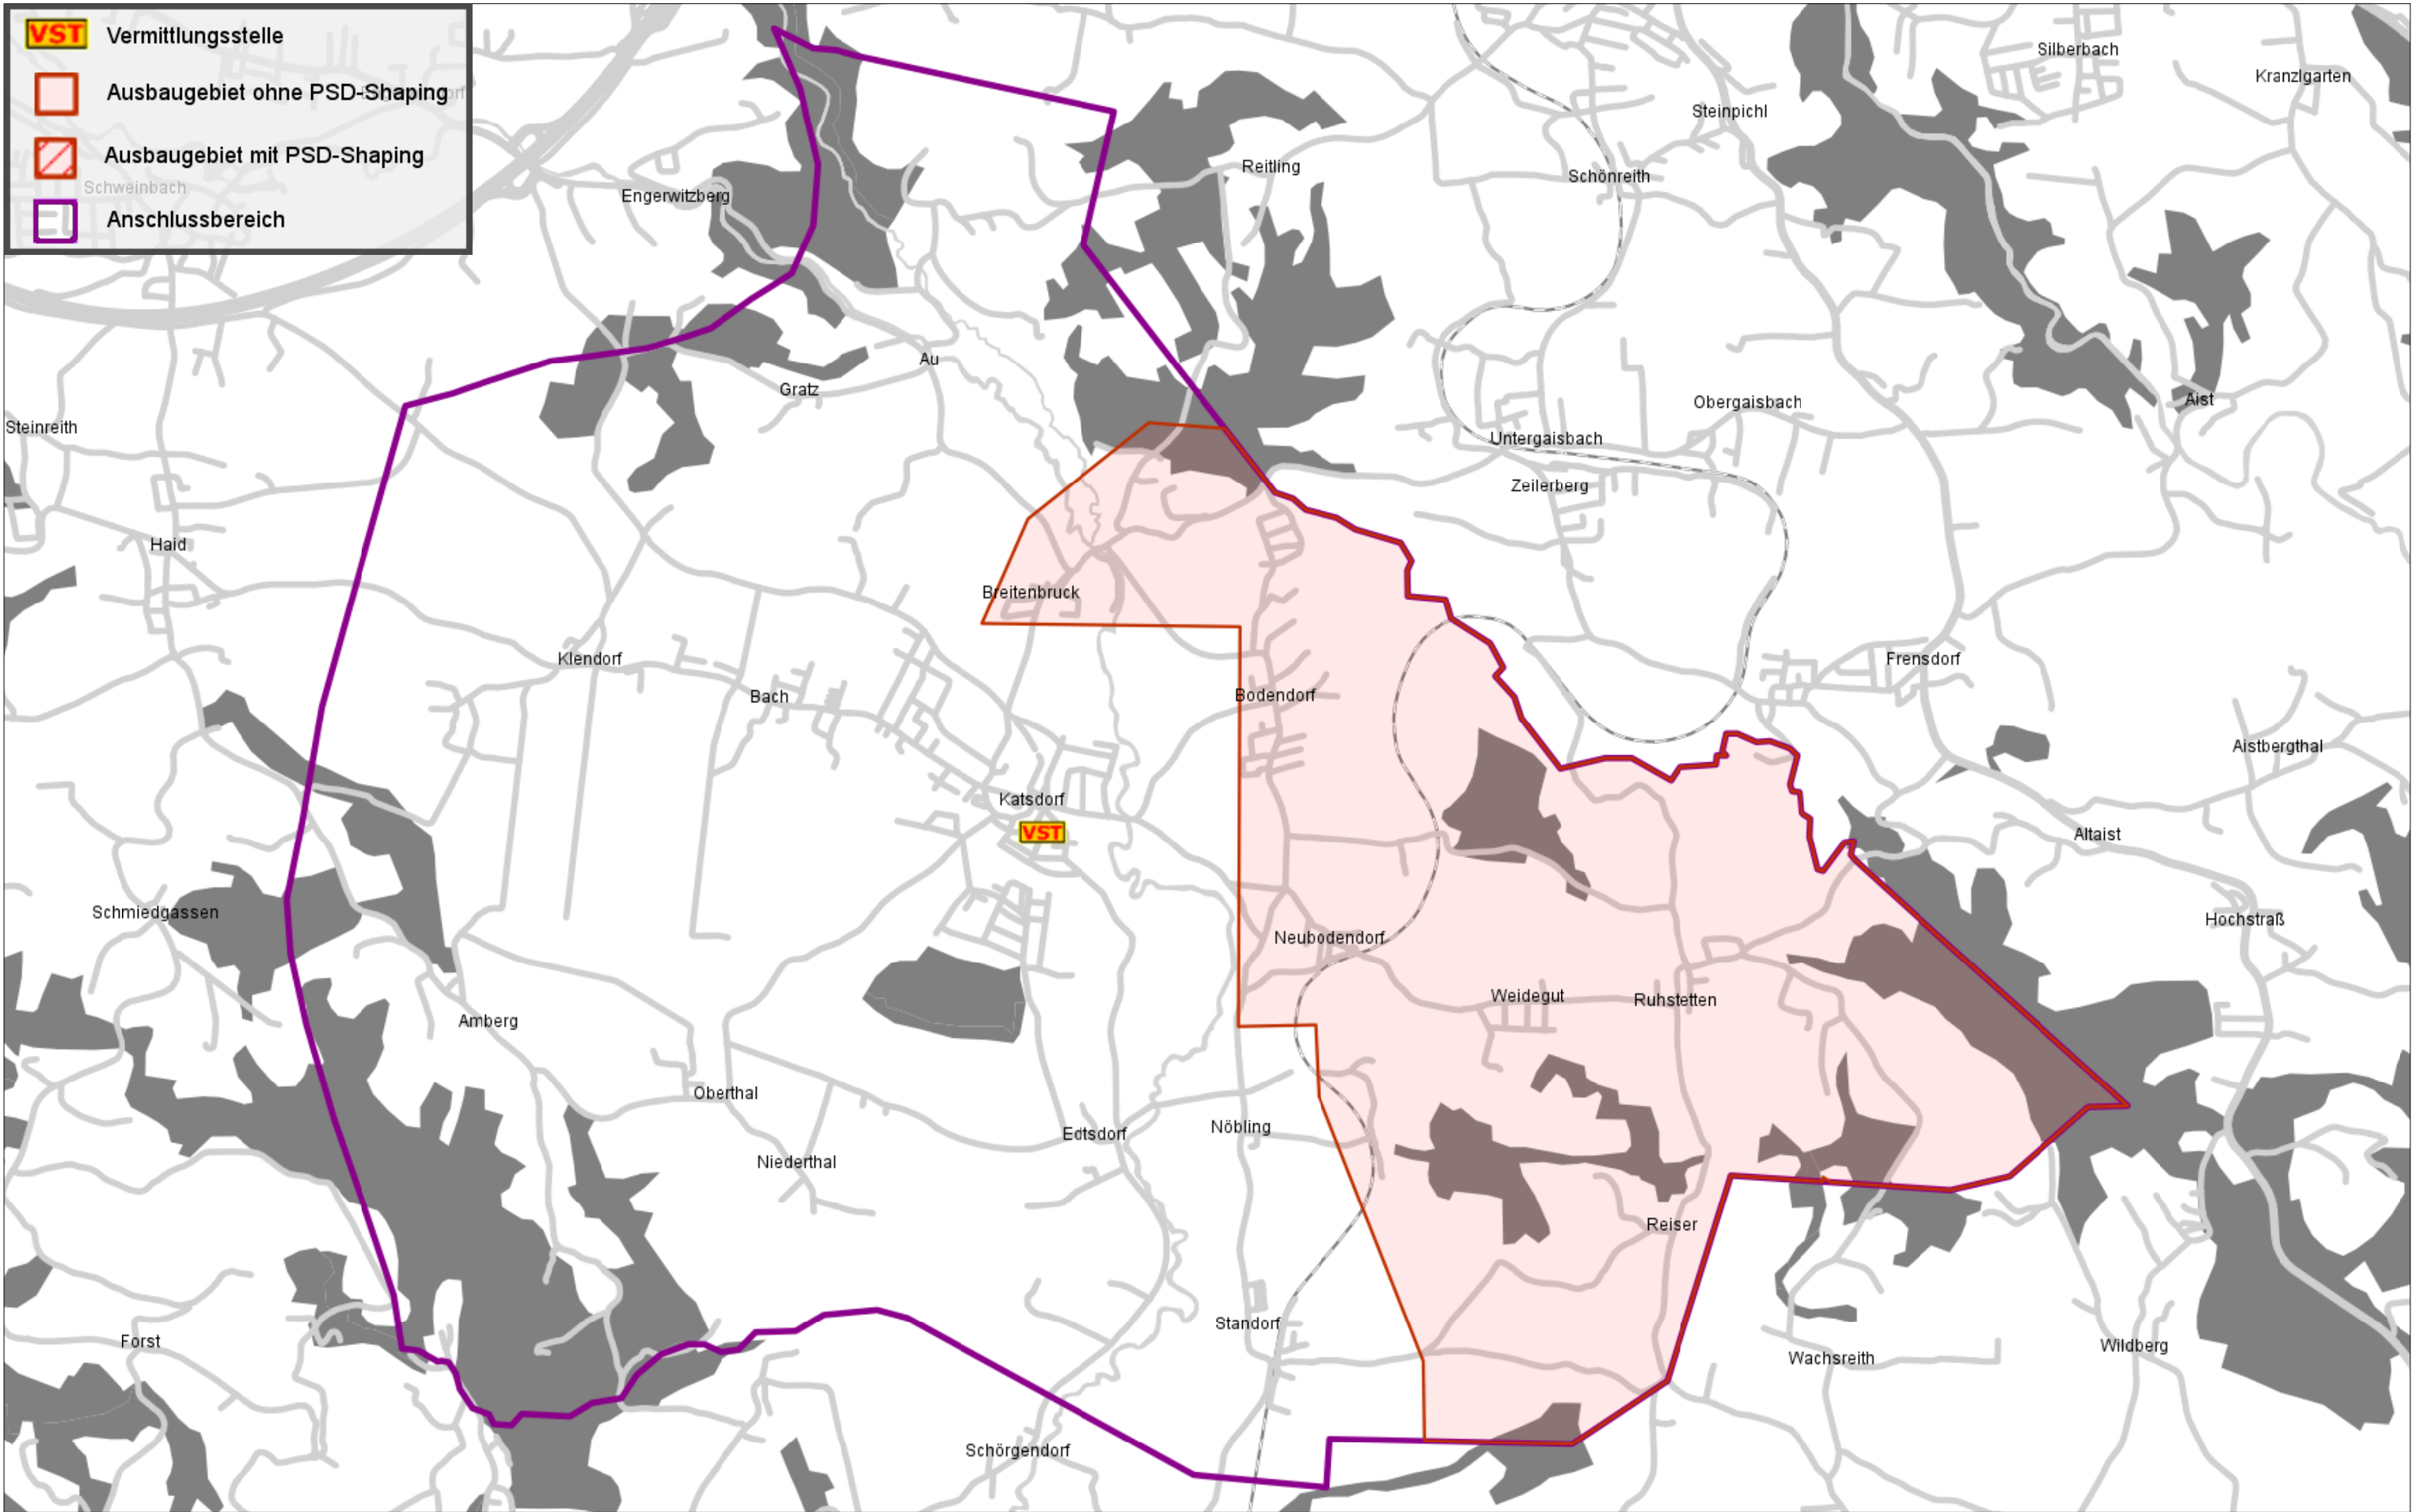 VST Vermittlungsstelle
Ausbaugebiet ohne PSD-Shaping
Ausbaugebiet mit PSD-Shaping
Schweinbach
Anschlussbereich
Silberbach
Kranzlgarten
Steinpichl
Reitling
Schönreith
Engerwitzberg
Au
Gratz
Aist
Obergaisbach
Steinreith
Untergaisbach
Zeilerberg
Haid
Breitenbruck
Klendorf
Frensdorf
Bach
Bodendorf
Aistbergthal
Katsdorf
VST
Altaist
Schmiedgassen
Hochstraß
Neubodendorf
Weidegut
Ruhstetten
Amberg
Oberthal
Nöbling
Edtsdorf
Niederthal
Reiser
Standorf
Forst
Wildberg
Wachsreith
Schörgendorf